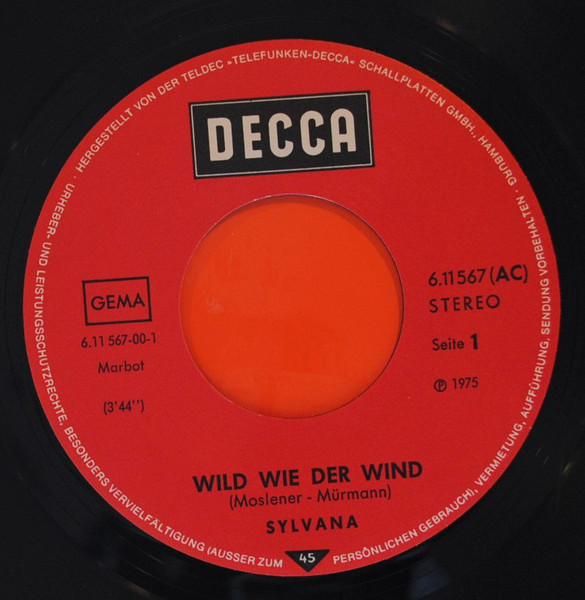 · URHEBER- UND LEISTUNGSSCHUTZRECHTE, BESONDERS VERVIELFÄLTIGUNG (AUSSER ZUM PERSÖNLICHEN GEBRAUCH), VERMIETUNG, AUFFÜHRUNG, SENDUNG VORBEHALTEN · HERGESTELLT VON DER TELDEC »TELEFUNKEN-DECCA« SCHALLPLATTEN GMBH., HAMBURG
DECCA
GEMA
6.11 567-00-1
Marbot
(3'44'')
6.11567 (AC)
STEREO
Seite 1
℗ 1975
WILD WIE DER WIND
(Moslener - Mürmann)
SYLVANA
45